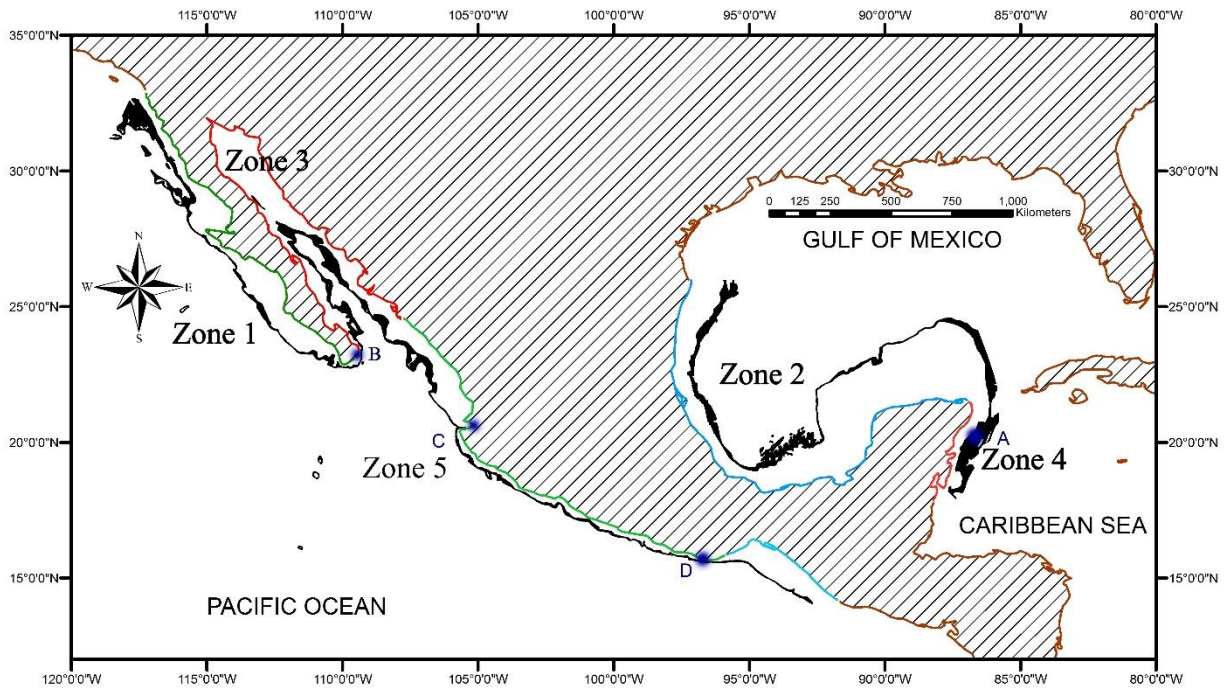 120°0'0"W 115°0'0"W 110°0'0"W 105°0'0"W 100°0'0"W 95°0'0"W 90°0'0"W 85°0'0"W 80°0'0"W
35°0'0"N 35°0'0"N
Zone 3
30°0'0"N 30°0'0"N
0 125 250 500 750 1,000
Kilometers
GULF OF MEXICO
N
W E
S
25°0'0"N 25°0'0"N
Zone 1
B
Zone 2
20°0'0"N 20°0'0"N
C
A
Zone 5
Zone 4
CARIBBEAN SEA
D
15°0'0"N 15°0'0"N
PACIFIC OCEAN
120°0'0"W 115°0'0"W 110°0'0"W 105°0'0"W 100°0'0"W 95°0'0"W 90°0'0"W 85°0'0"W 80°0'0"W